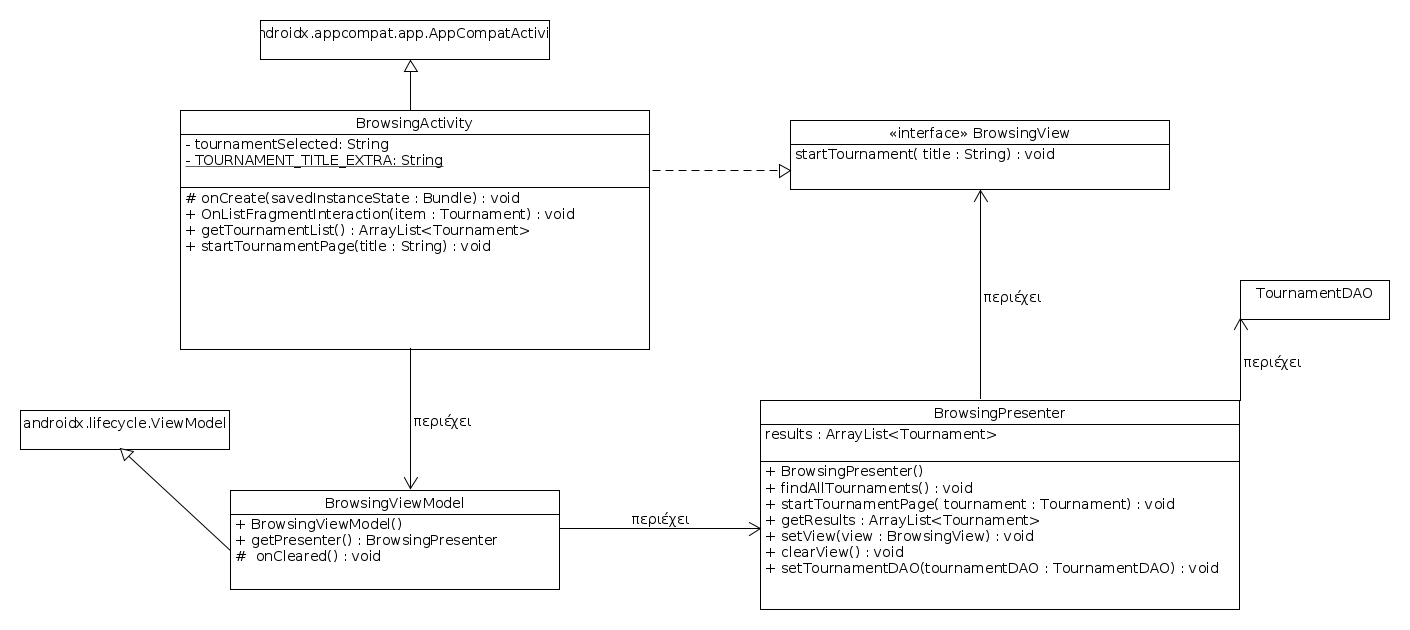 ndroidx.appcompat.app.AppCompatActivi
BrowsingActivity
- tournamentSelected: String
- TOURNAMENT_TITLE_EXTRA: String
# onCreate(savedInstanceState : Bundle) : void
+ OnListFragmentInteraction(item : Tournament) : void
+ getTournamentList() : ArrayList<Tournament>
+ startTournamentPage(title : String) : void
«interface» BrowsingView
startTournament( title : String) : void
περιέχει
TournamentDAO
περιέχει
περιέχει
androidx.lifecycle.ViewModel
BrowsingViewModel
+ BrowsingViewModel()
+ getPresenter() : BrowsingPresenter
# onCleared() : void
περιέχει
BrowsingPresenter
results : ArrayList<Tournament>
+ BrowsingPresenter()
+ findAllTournaments() : void
+ startTournamentPage( tournament : Tournament) : void
+ getResults : ArrayList<Tournament>
+ setView(view : BrowsingView) : void
+ clearView() : void
+ setTournamentDAO(tournamentDAO : TournamentDAO) : void